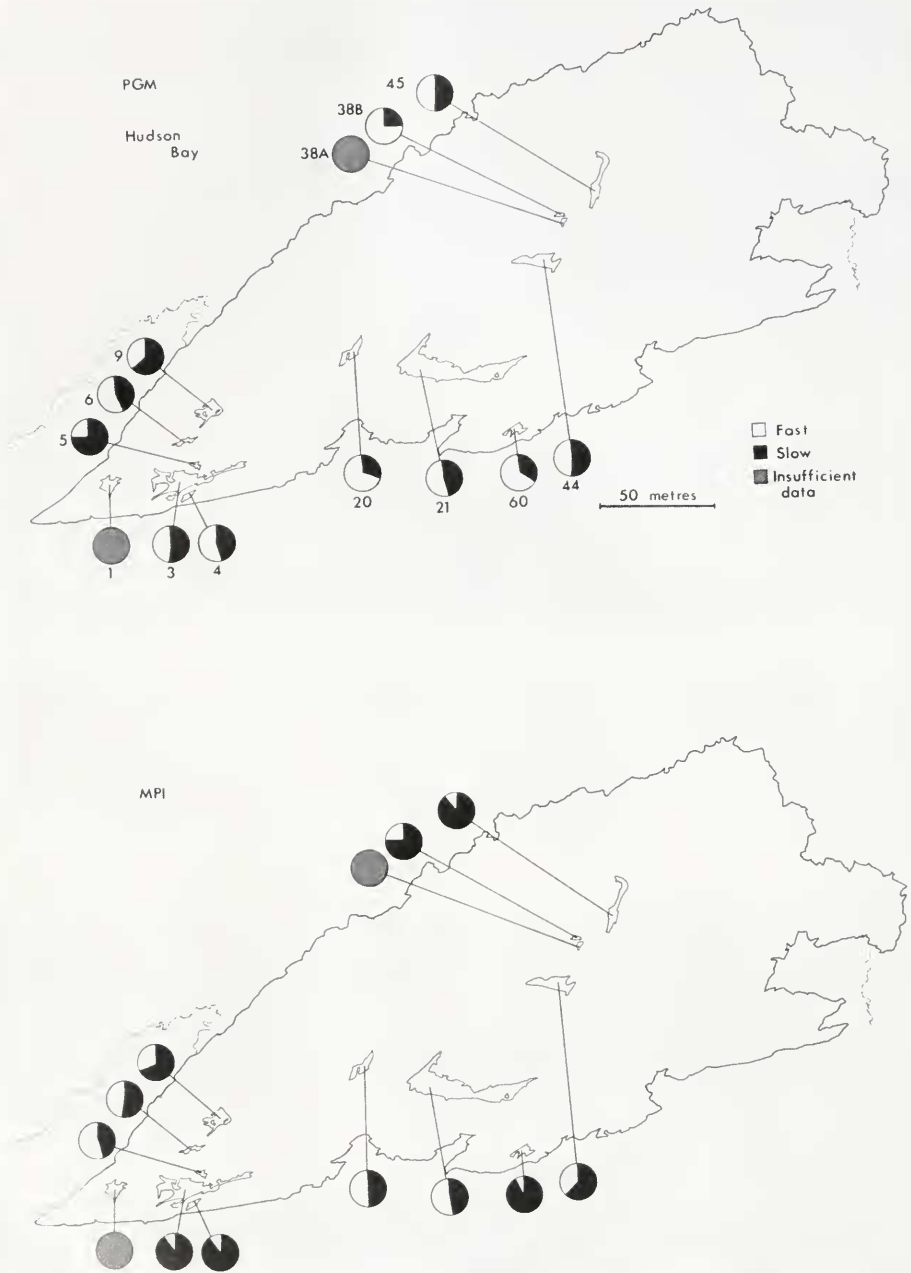 PGM
Hudson
Bay
45
38B
38A
9
6
5
1
3
4
20
21
60
44
Fast
Slow
Insufficient
data
50 metres
MPI